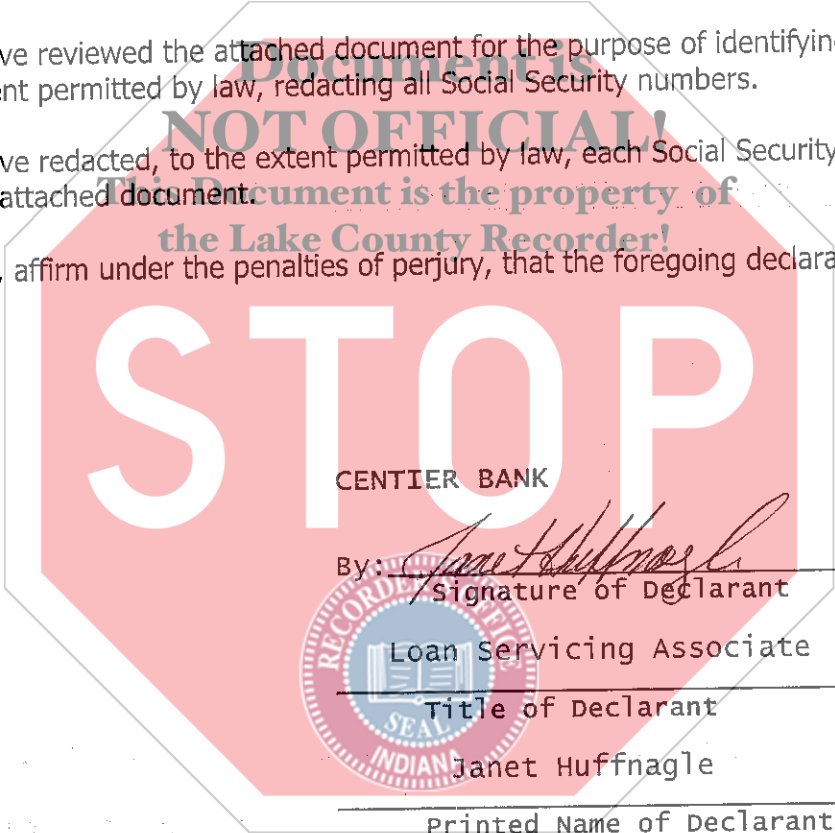 ve reviewed the attached document for the purpose of identifyin
Document is
nt permitted by law, redacting all Social Security numbers.
NOT OFFICIAL!
ve redacted, to the extent permitted by law, each Social Security
This Document is the property of
attached document.
the Lake County Recorder!
, affirm under the penalties of perjury, that the foregoing declara
STOP
CENTIER BANK
By: Janet Huffnagle
Signature of Declarant
RECORDER'S OFFICE
Loan Servicing Associate
Title of Declarant
SEAL
INDIANA
Janet Huffnagle
Printed Name of Declarant